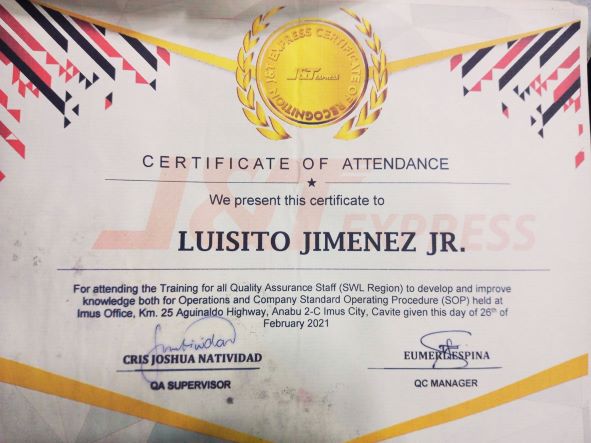 J&T EXPRESS CERTIFICATE OF RECOGNITION
J&T EXPRESS
CERTIFICATE OF ATTENDANCE
We present this certificate to
J&T EXPRESS
LUISITO JIMENEZ JR.
For attending the Training for all Quality Assurance Staff (SWL Region) to develop and improve
knowledge both for Operations and Company Standard Operating Procedure (SOP) held at
Imus Office, Km. 25 Aguinaldo Highway, Anabu 2-C Imus City, Cavite given this day of 26th of
February 2021
CRIS JOSHUA NATIVIDAD
QA SUPERVISOR
EUMER ESPINA
QC MANAGER